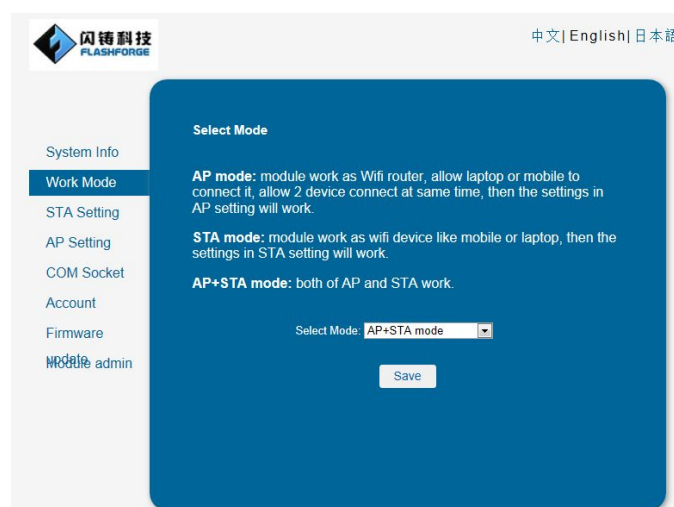 闪铸科技
FLASHFORGE
中文| English| 日本語
System Info
Work Mode
STA Setting
AP Setting
COM Socket
Account
Firmware
update
Module admin
Select Mode
AP mode: module work as Wifi router, allow laptop or mobile to
connect it, allow 2 device connect at same time, then the settings in
AP setting will work.
STA mode: module work as wifi device like mobile or laptop, then the
settings in STA setting will work.
AP+STA mode: both of AP and STA work.
Select Mode: AP+STA mode
Save